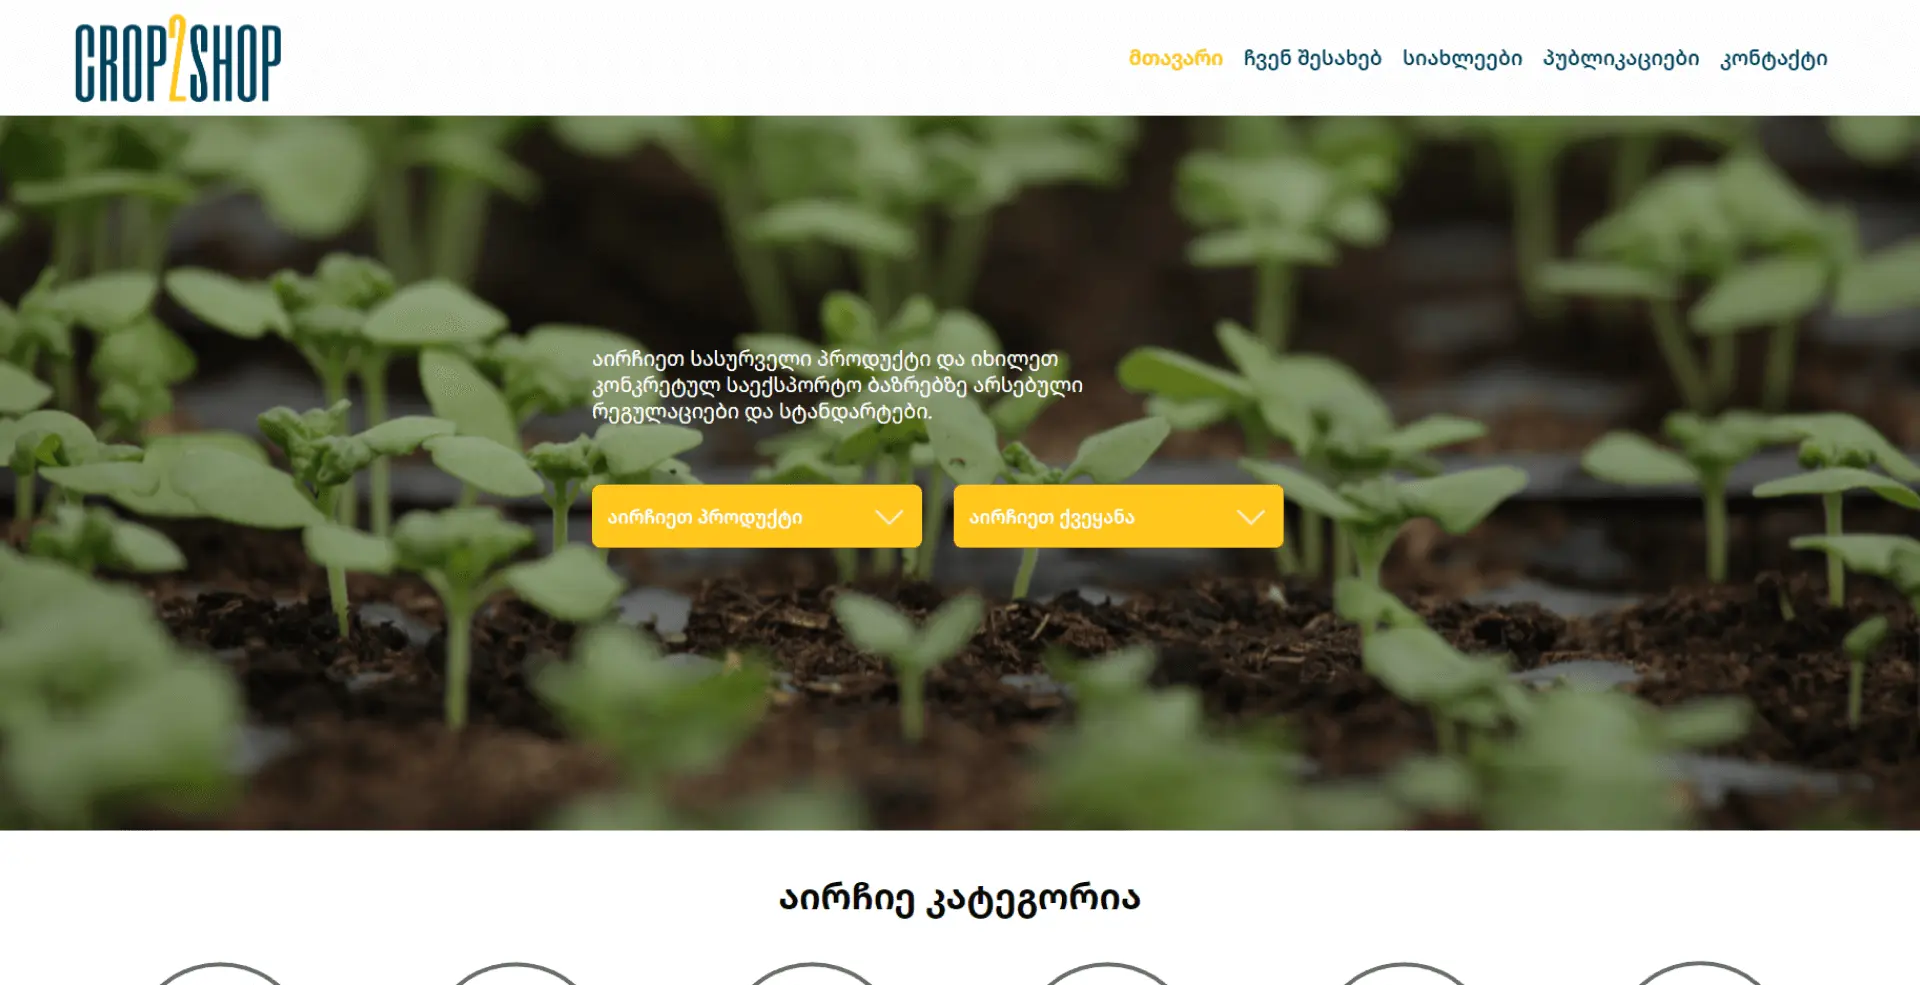 CROP2SHOP
მთავარი ჩვენ შესახებ სიახლეები პუბლიკაციები კონტაქტი
აირჩიეთ სასურველი პროდუქტი და იხილეთ
კონკრეტულ საექსპორტო ბაზრებზე არსებული
რეგულაციები და სტანდარტები.
აირჩიეთ პროდუქტი
აირჩიეთ ქვეყანა
აირჩიე კატეგორია